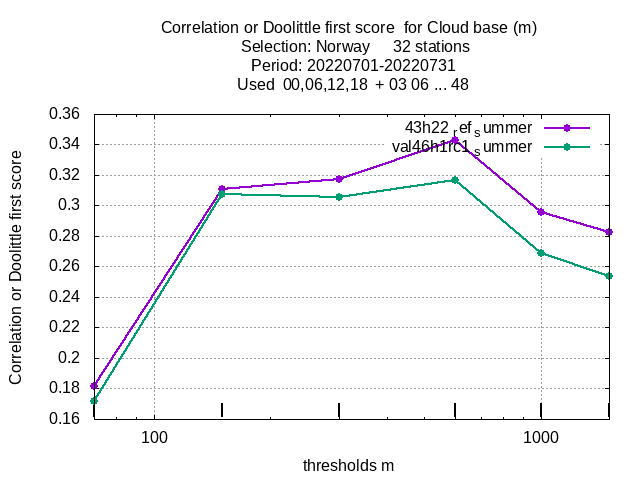 Correlation or Doolittle first score  for Cloud base (m)
Selection: Norway     32 stations
Period: 20220701-20220731
Used  00,06,12,18  + 03 06 ... 48
43h22_ref_summer
val46h1rc1_summer
Correlation or Doolittle first score
0.36
0.34
0.32
0.3
0.28
0.26
0.24
0.22
0.2
0.18
0.16
100
1000
thresholds m